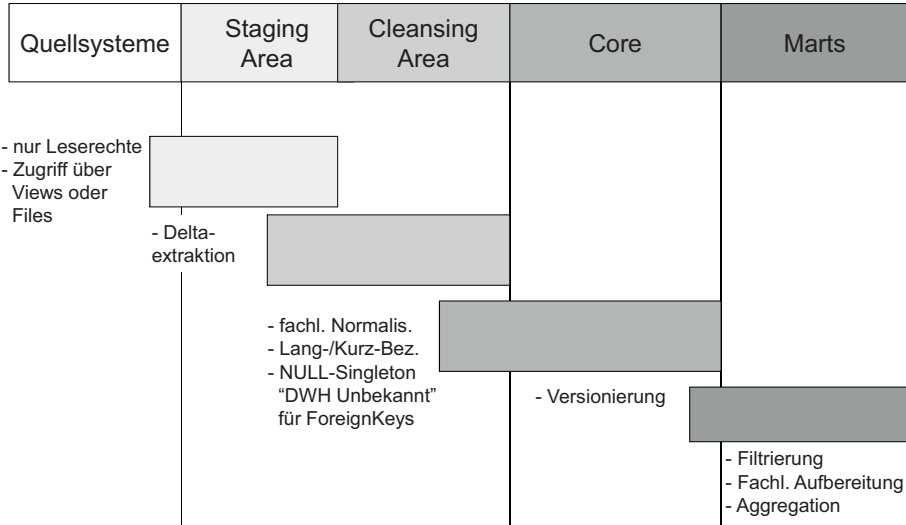 Quellsysteme
Staging
Area
Cleansing
Area
Core
Marts
- nur Leserechte
- Zugriff über
Views oder
Files
- Delta-
extraktion
- fachl. Normalis.
- Lang-/Kurz-Bez.
- NULL-Singleton
“DWH Unbekannt”
für ForeignKeys
- Versionierung
- Filtrierung
- Fachl. Aufbereitung
- Aggregation